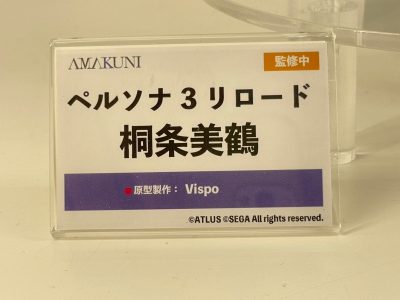 AMAKUNI
監修中
ペルソナ3リロード
桐条美鶴
原型製作： Vispo
©ATLUS ©SEGA All rights reserved.